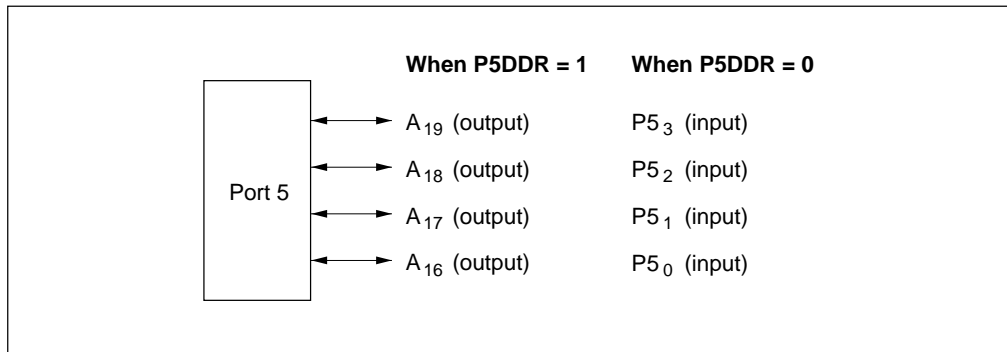 When P5DDR = 1 When P5DDR = 0
A19 (output) P53 (input)
A18 (output) P52 (input)
Port 5
A17 (output) P51 (input)
A16 (output) P50 (input)